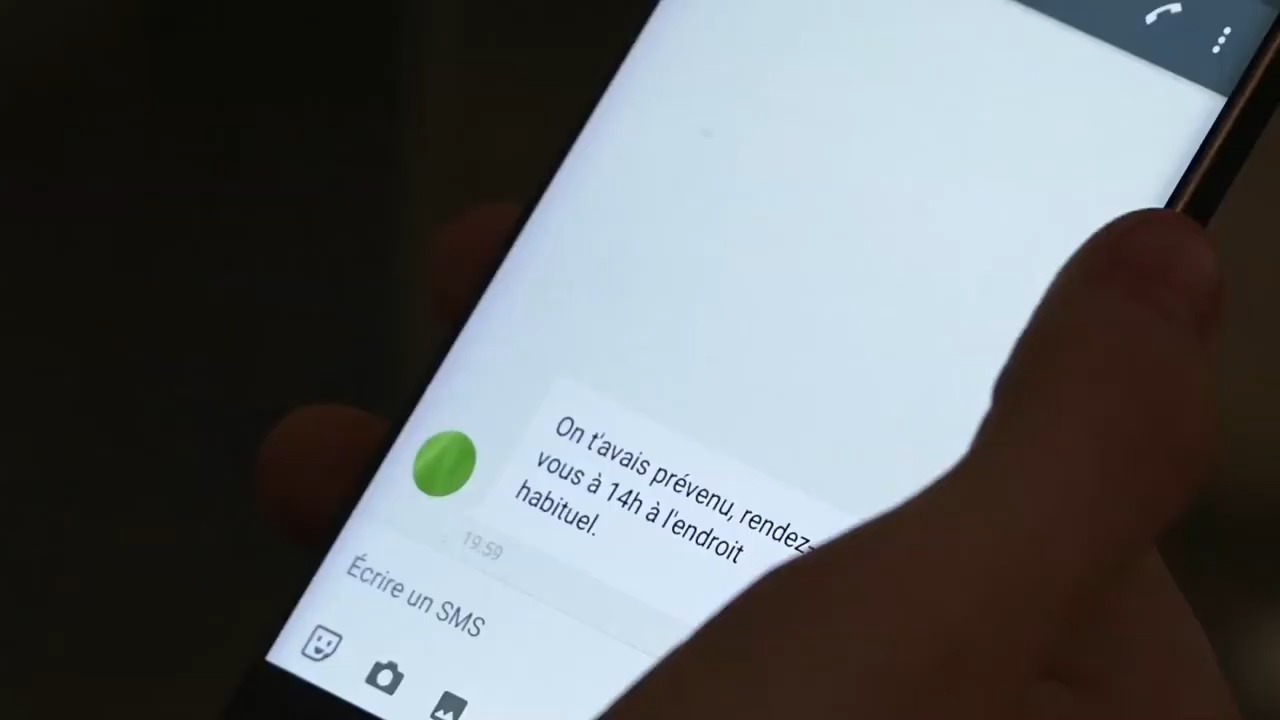 On t'avais prévenu, rendez-
vous à 14h à l'endroit
habituel.
19:59
Écrire un SMS